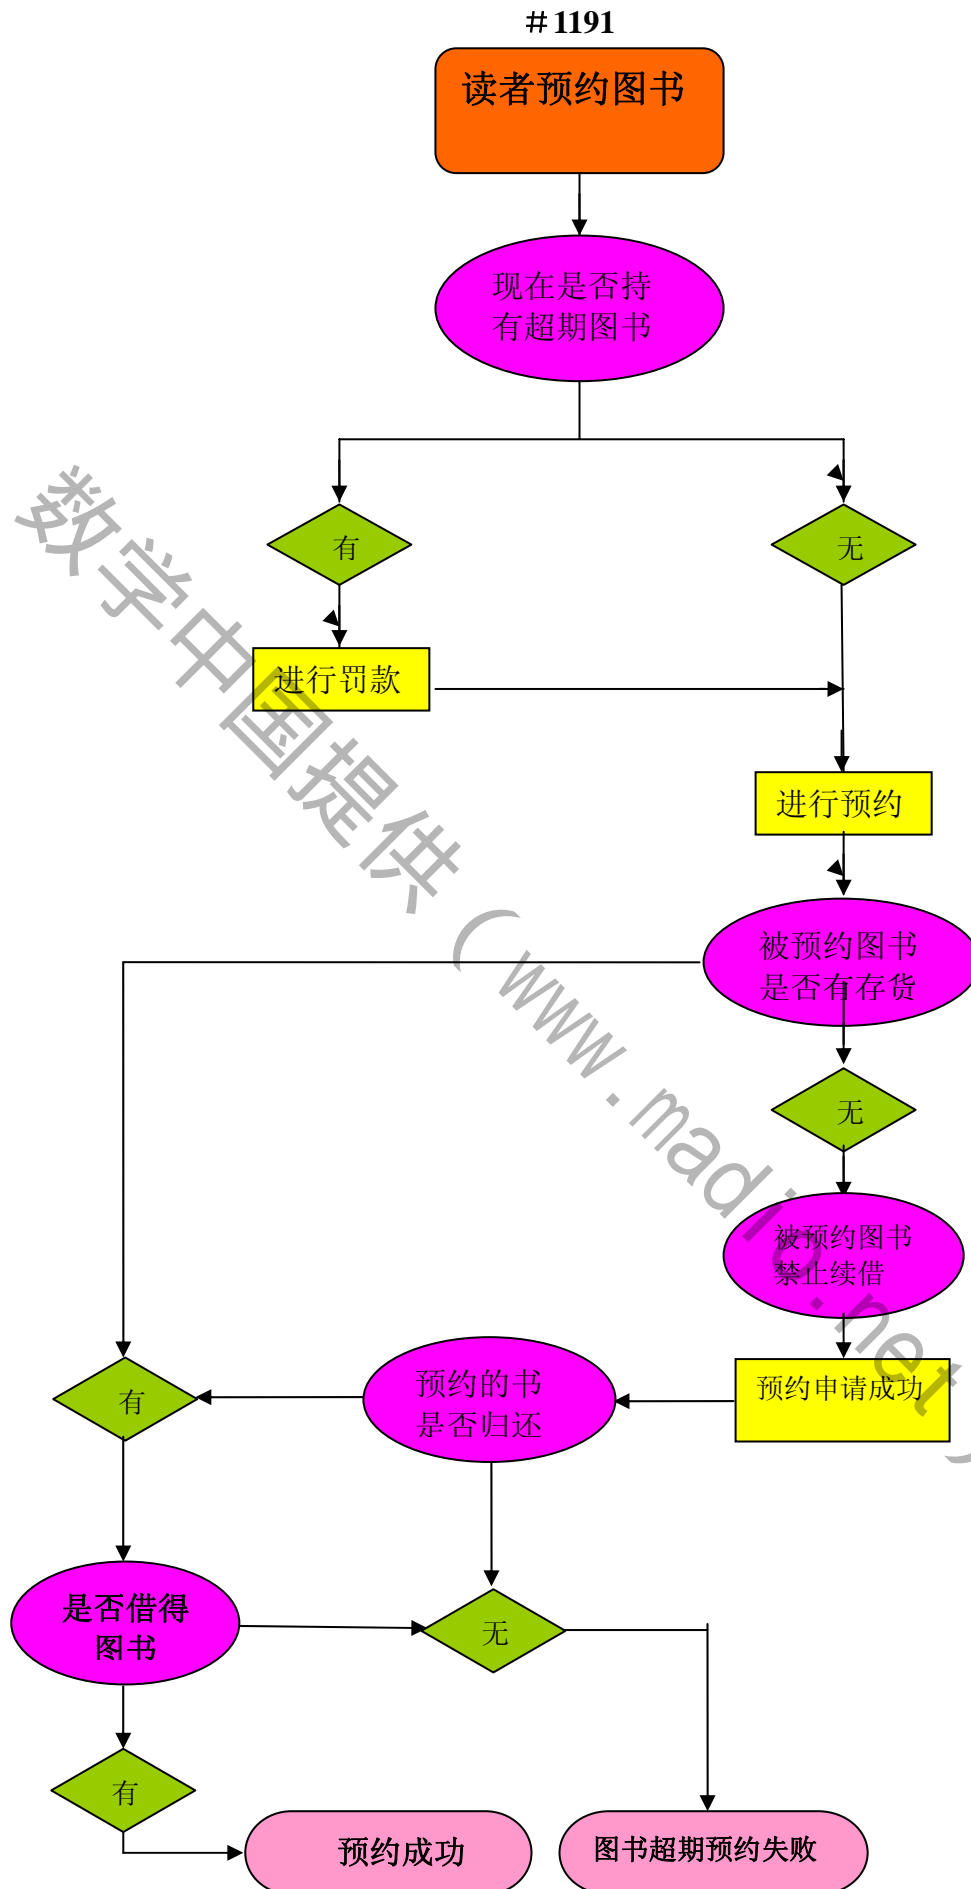 #1191
读者预约图书
现在是否持
有超期图书
有
无
进行罚款
进行预约
被预约图书
是否有存货
无
被预约图书
禁止续借
预约的书
是否归还
预约申请成功
有
是否借得
图书
无
有
预约成功
图书超期预约失败
数学中国提供(www.madio.net)